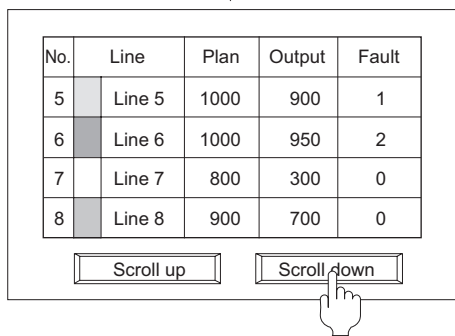 No. Line Plan Output Fault
5 Line 5 1000 900 1
6 Line 6 1000 950 2
7 Line 7 800 300 0
8 Line 8 900 700 0
Scroll up Scroll down